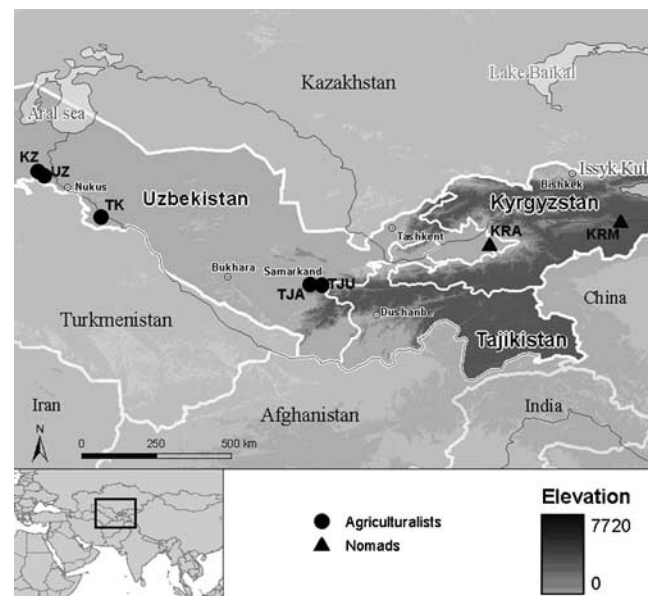 Kazakhstan
Lake Baikal
Aral sea
KZ
UZ
Nukus
Uzbekistan
TK
Bishkek
Issyk Kul
Kyrgyzstan
Tashkent
KRA
KRM
Bukhara
Samarkand
TJA
TJU
China
Dushanbe
Turkmenistan
Tajikistan
Iran
Afghanistan
India
N
0 250 500 km
Agriculturalists
Nomads
Elevation
7720
0